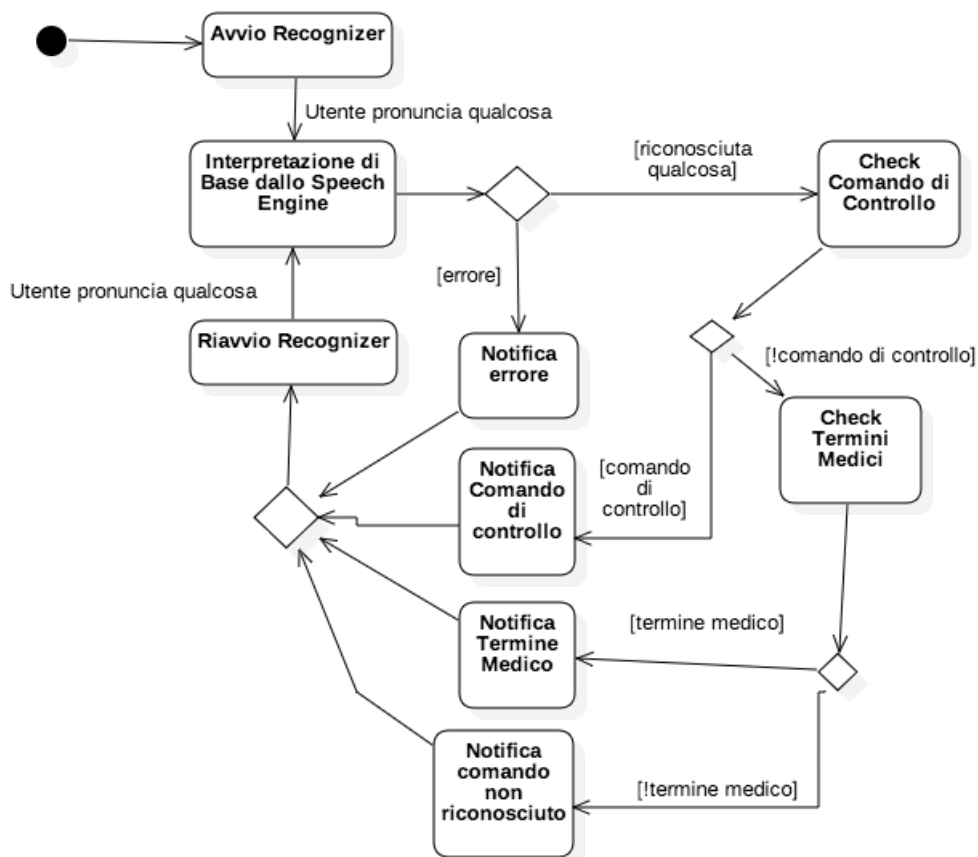 Avvio Recognizer
Utente pronuncia qualcosa
Interpretazione di
Base dallo Speech
Engine
[riconosciuta
qualcosa]
Check
Comando di
Controllo
[errore]
Utente pronuncia qualcosa
Riavvio Recognizer
Notifica
errore
[!comando di controllo]
Check
Termini
Medici
Notifica
Comando
di
controllo
[comando
di
controllo]
Notifica
Termine
Medico
[termine medico]
Notifica
comando
non
riconosciuto
[!termine medico]